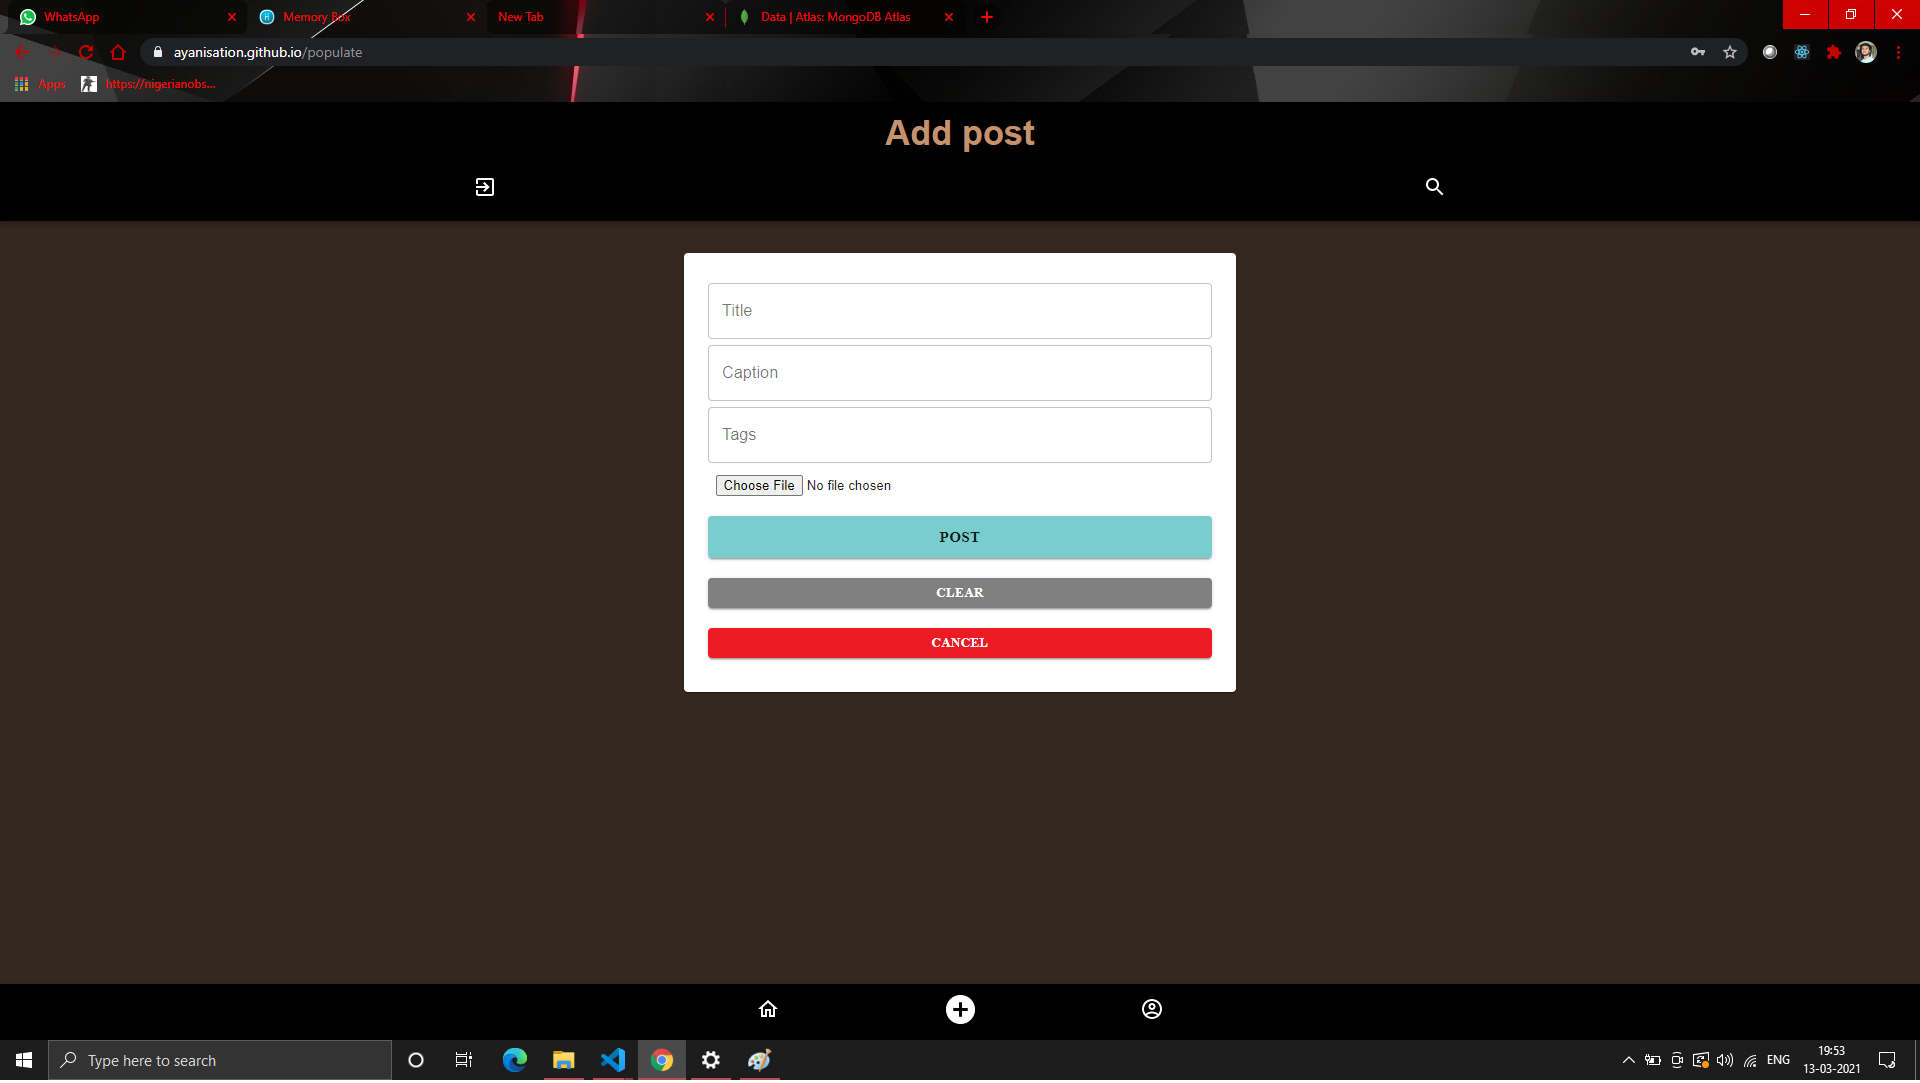 WhatsApp
Memory Box
New Tab
Data | Atlas: MongoDB Atlas
ayanisation.github.io/populate
Apps
https://nigerianobs...
Add post
Title
Caption
Tags
Choose File No file chosen
POST
CLEAR
CANCEL
Type here to search
ENG
19:53
13-03-2021